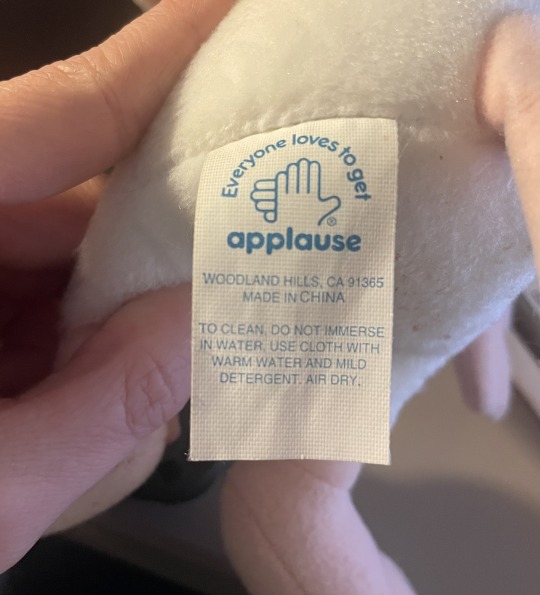 Everyone loves to get
®
applause
WOODLAND HILLS, CA 91365
MADE IN CHINA
TO CLEAN, DO NOT IMMERSE
IN WATER. USE CLOTH WITH
WARM WATER AND MILD
DETERGENT. AIR DRY.